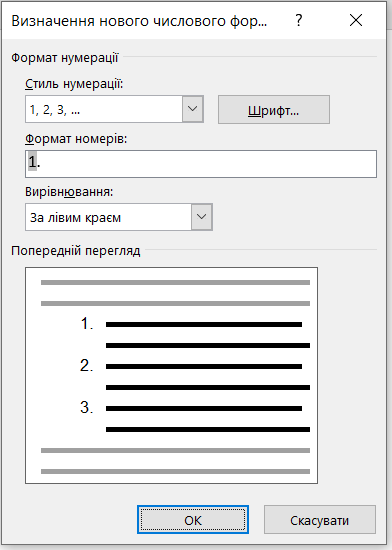 Визначення нового числового фор... ?
Формат нумерації
Стиль нумерації:
1, 2, 3, ...
Шрифт...
Формат номерів:
1.
Вирівнювання:
За лівим краєм
Попередній перегляд
1.
2.
3.
ОК
Скасувати